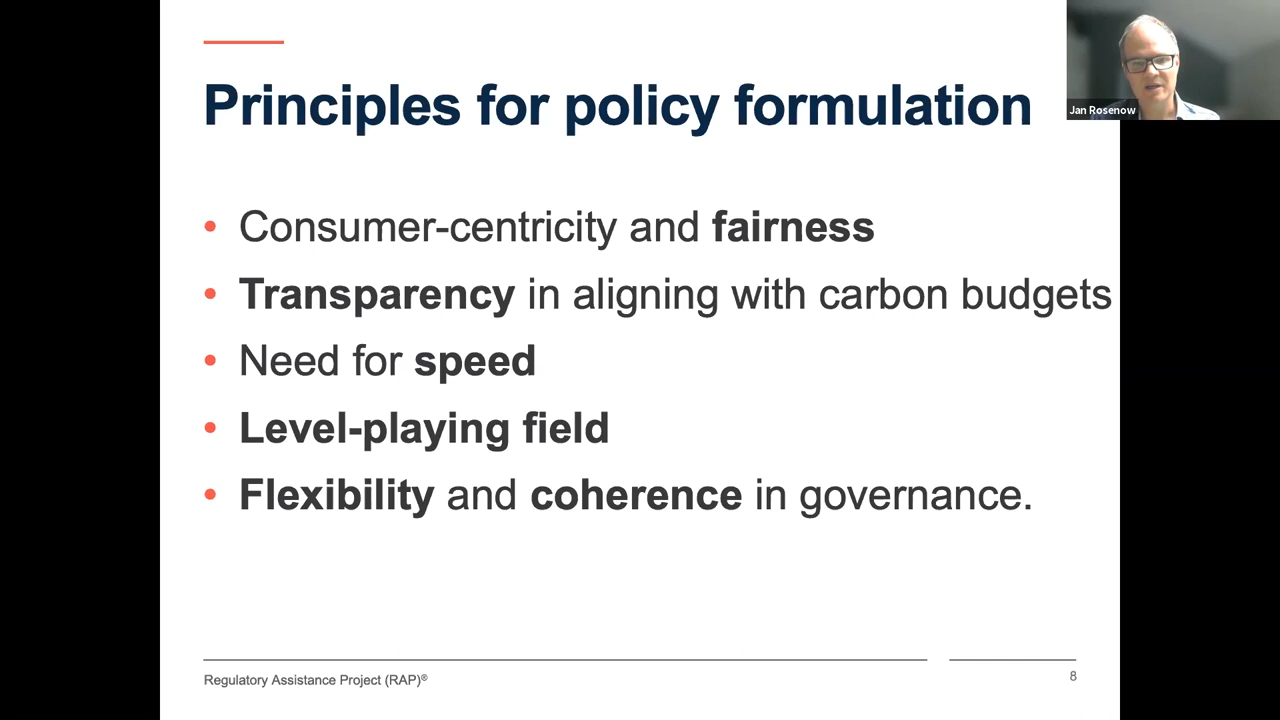 Principles for policy formulation
Jan Rosenow
• Consumer-centricity and fairness
• Transparency in aligning with carbon budgets
• Need for speed
• Level-playing field
• Flexibility and coherence in governance.
Regulatory Assistance Project (RAP)®
8